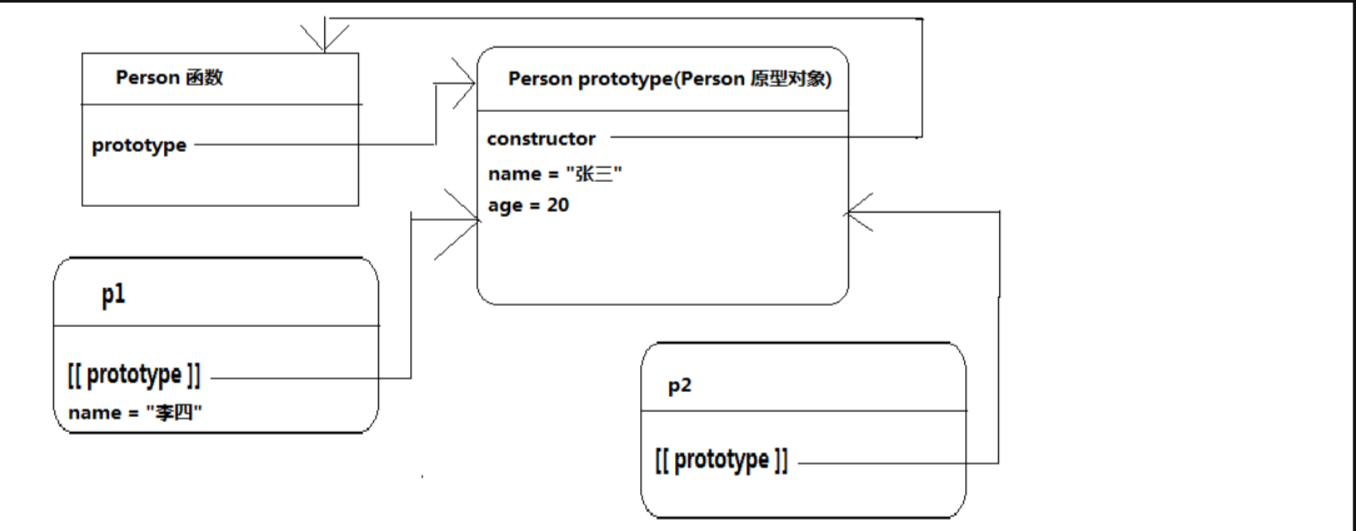 Person 函数
prototype
Person prototype(Person 原型对象)
constructor
name = "张三"
age = 20
p1
[[ prototype ]]
name = "李四"
p2
[[ prototype ]]